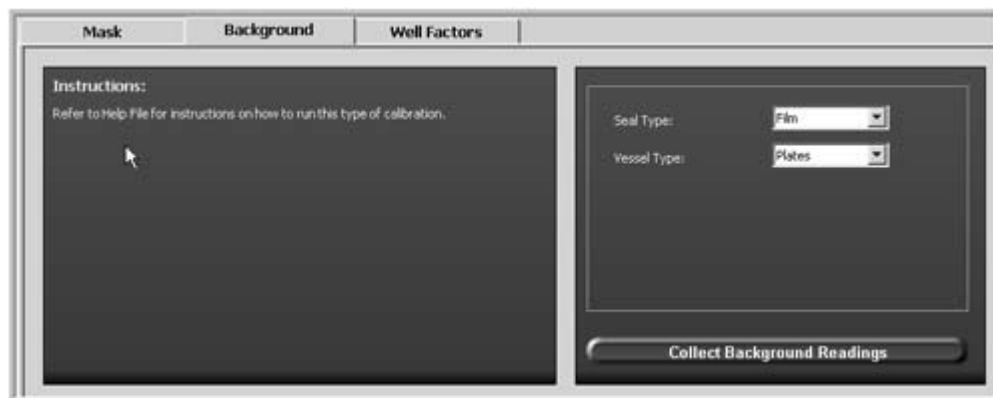 Mask Background Well Factors
Instructions:
Refer to Help File for instructions on how to run this type of calibration.
Seal Type: Film
Vessel Type: Plates
Collect Background Readings